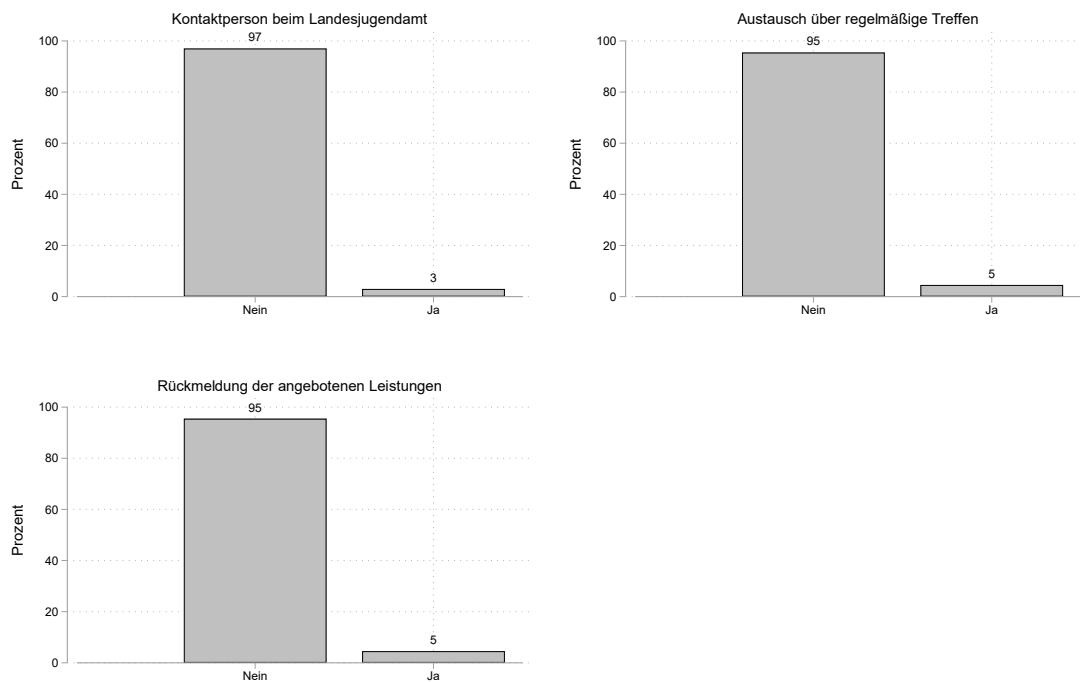 Kontaktperson beim Landesjugendamt
97
100
80
60
40
20
0
Prozent
3
Nein
Ja
Austausch über regelmäßige Treffen
95
100
80
60
40
20
0
Prozent
5
Nein
Ja
Rückmeldung der angebotenen Leistungen
95
100
80
60
40
20
0
Prozent
5
Nein
Ja